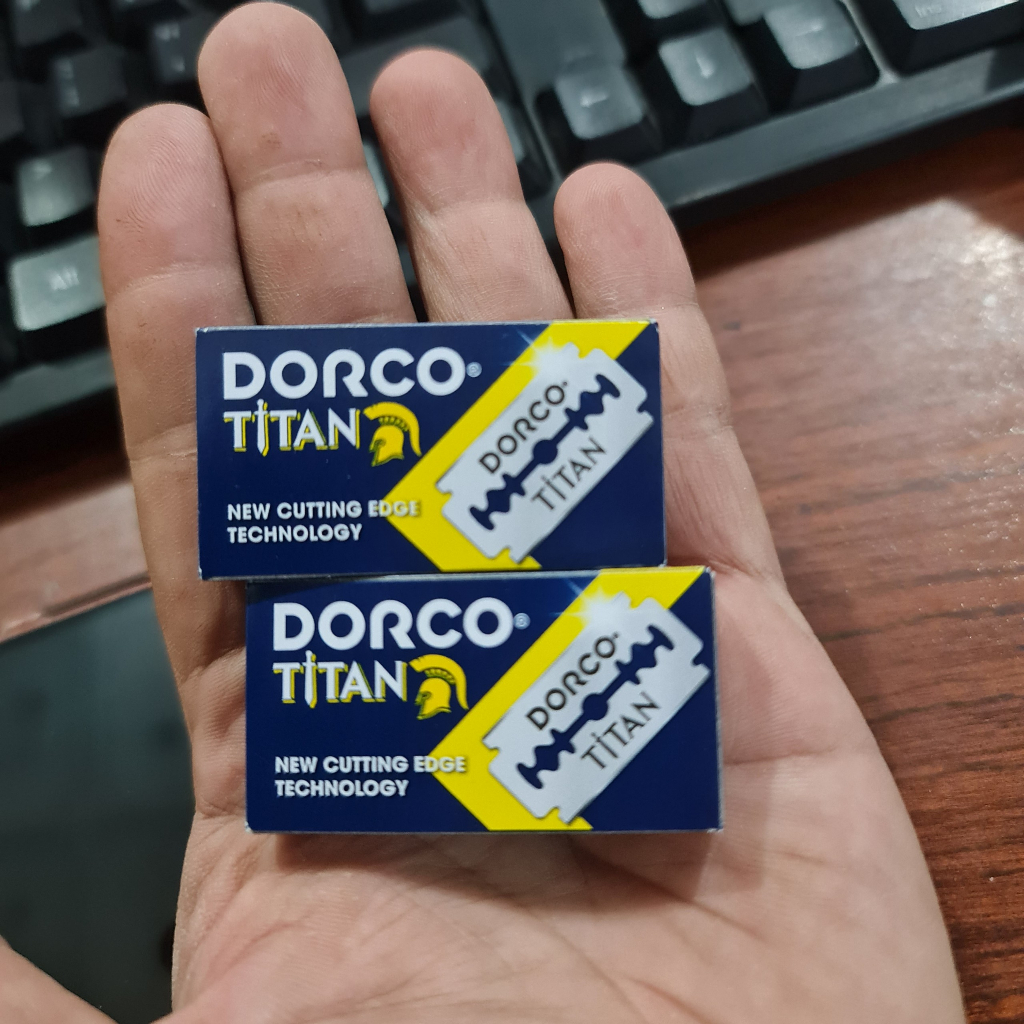 DORCO®
TITAN
NEW CUTTING EDGE
TECHNOLOGY
DORCO
TITAN
DORCO®
TITAN
NEW CUTTING EDGE
TECHNOLOGY
DORCO
TITAN
Alt